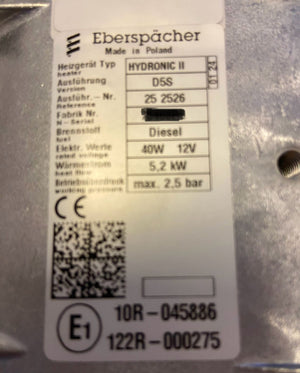 Eberspächer
Made in Poland
Heizgerät Typ HYDRONIC II
heater
Ausführung D5S
Version
Ausführ.-Nr. 25 2526
Reference
Fabrik Nr.
N-Serial
Brennstoff Diesel
fuel
Elektr. Werte 40W 12V
rated voltage
Wärmestrom 5,2 kW
heat flow
Betriebsüberdruck max. 2,5 bar
working pressure
01 24
CE
E1
10R-045886
122R-000275